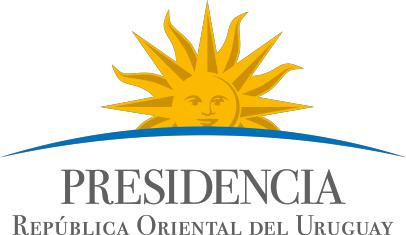 PRESIDENCIA
REPÚBLICA ORIENTAL DEL URUGUAY